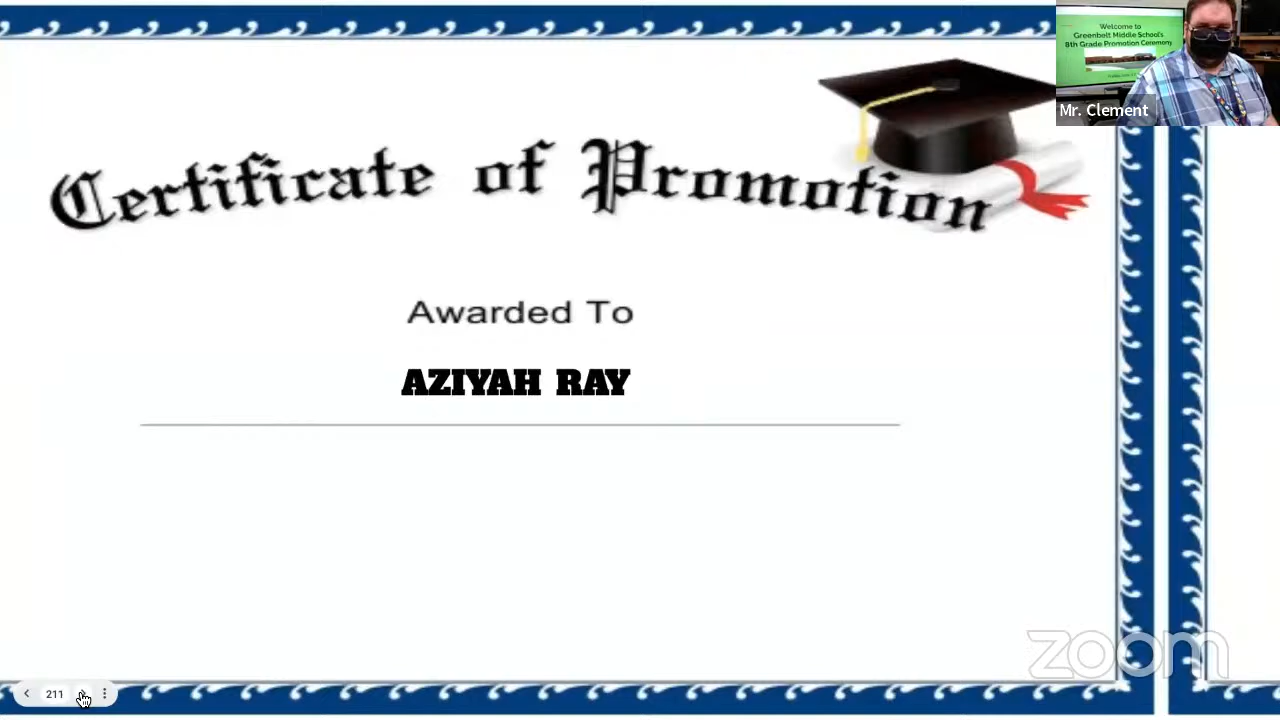 Welcome to
Greenbelt Middle School's
8th Grade Promotion Ceremony
Mr. Clement
Certificate of Promotion
Awarded To
AZIYAH RAY
zoom
211